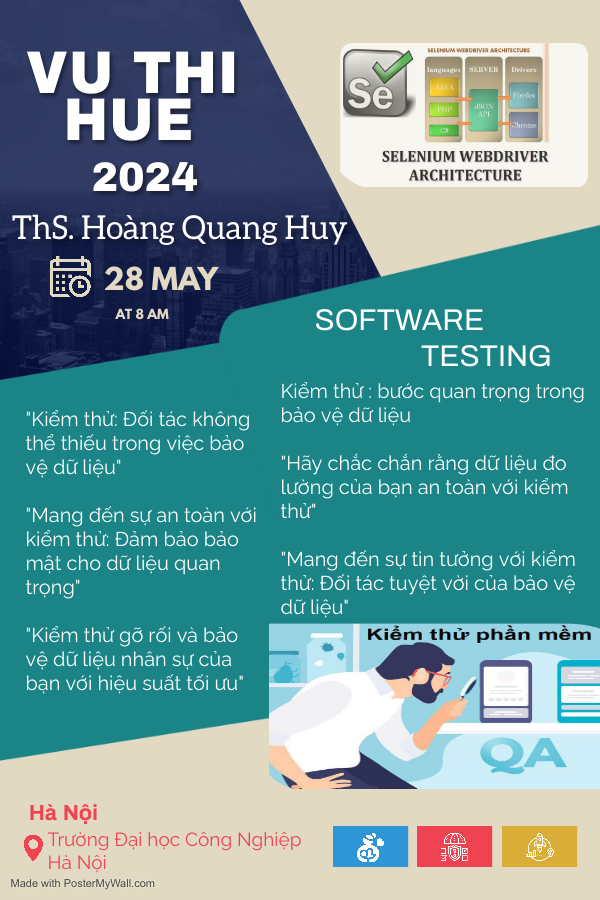 VU THI
HUE
2024
ThS. Hoàng Quang Huy
28 MAY
AT 8 AM
SELENIUM WEBDRIVER ARCHITECTURE
Se
languages
SERVER
Drivers
JAVA
PHP
C#
JSON
API
Firefox
Chrome
SELENIUM WEBDRIVER
ARCHITECTURE
SOFTWARE
TESTING
"Kiểm thử: Đối tác không
thể thiếu trong việc bảo
vệ dữ liệu"
"Mang đến sự an toàn với
kiểm thử: Đảm bảo bảo
mật cho dữ liệu quan
trọng"
"Kiểm thử gỡ rối và bảo
vệ dữ liệu nhân sự của
bạn với hiệu suất tối ưu"
Kiểm thử : bước quan trọng trong
bảo vệ dữ liệu
"Hãy chắc chắn rằng dữ liệu đo
lường của bạn an toàn với kiểm
thử"
"Mang đến sự tin tưởng với kiểm
thử: Đối tác tuyệt vời của bảo vệ
dữ liệu"
Kiểm thử phần mềm
QA
Hà Nội
Trường Đại học Công Nghiệp
Hà Nội
Made with PosterMyWall.com